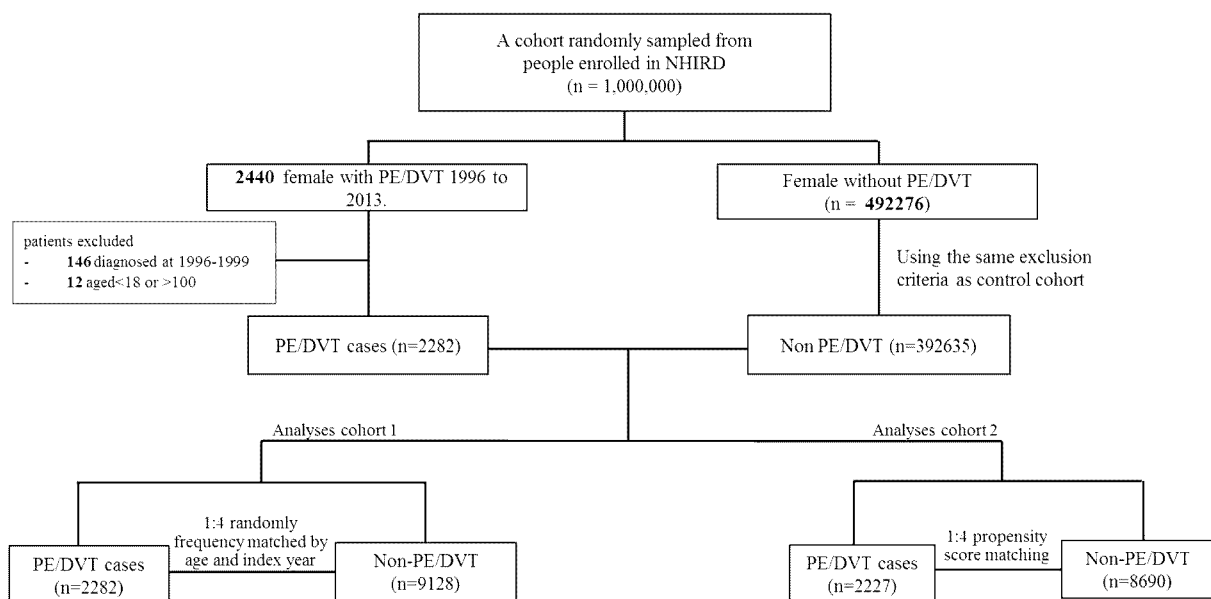 A cohort randomly sampled from
people enrolled in NHIRD
(n = 1,000,000)
2440 female with PE/DVT 1996 to
2013.
Female without PE/DVT
(n = 492276)
patients excluded
- 146 diagnosed at 1996-1999
- 12 aged<18 or >100
Using the same exclusion
criteria as control cohort
PE/DVT cases (n=2282)
Non PE/DVT (n=392635)
Analyses cohort 1
Analyses cohort 2
1:4 randomly
frequency matched by
age and index year
PE/DVT cases
(n=2282)
Non-PE/DVT
(n=9128)
1:4 propensity
score matching
PE/DVT cases
(n=2227)
Non-PE/DVT
(n=8690)